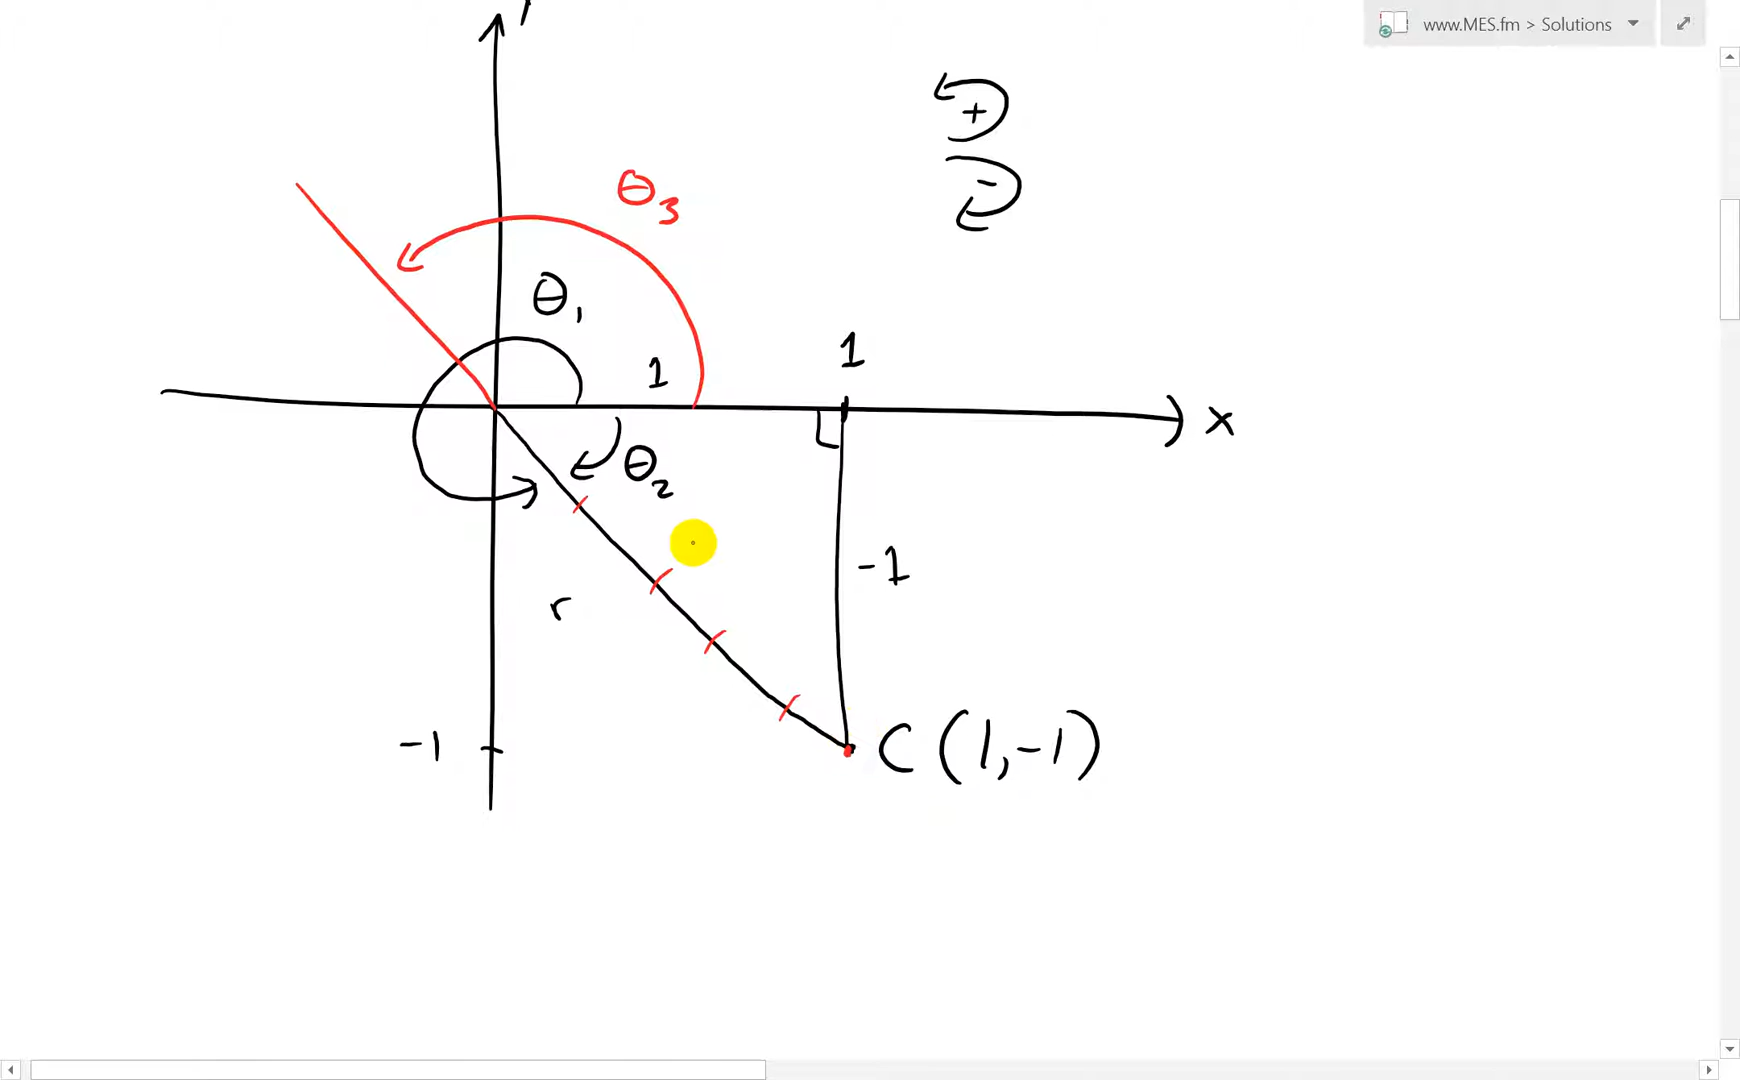 www.MES.fm > Solutions
+
-
θ₃
θ₁
1
1
x
θ₂
-1
r
-1
C (1,-1)